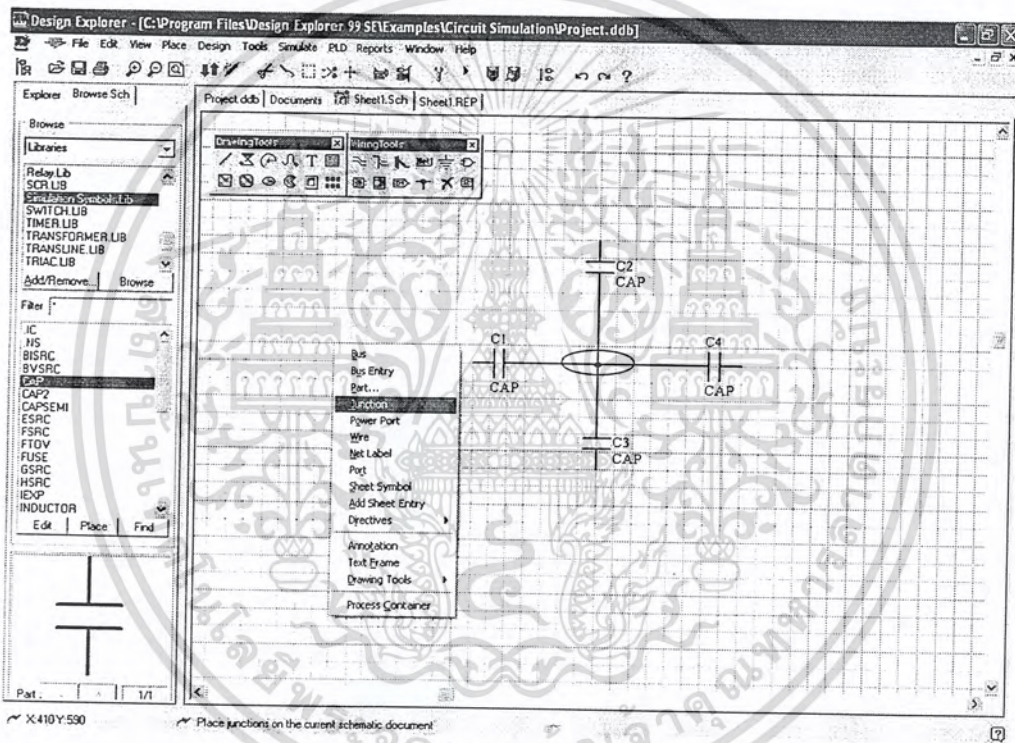 Design Explorer - [C:\Program Files\Design Explorer 99 SE\Examples\Circuit Simulation\Project.ddb]
File Edit View Place Design Tools Simulate PLD Reports Window Help
Explorer Browse Sch
Project.ddb Documents Sheet1.Sch Sheet1.REP
Browse
Libraries
Relay.Lib
SCR.LIB
Simulation Symbols.Lib
SWITCH.LIB
TIMER.LIB
TRANSFORMER.LIB
TRANSLINE.LIB
TRIAC.LIB
Add/Remove... Browse
Filter *
.IC
.NS
BISRC
BVSRC
CAP
CAP2
CAPSEMI
ESRC
FSRC
FTOV
FUSE
GSRC
HSRC
IEXP
INDUCTOR
Edit Place Find
Part: 1/1
DrawingTools WiringTools
C2
CAP
C1
CAP
C4
CAP
C3
CAP
Bus
Bus Entry
Part...
Junction
Power Port
Wire
Net Label
Port
Sheet Symbol
Add Sheet Entry
Directives
Annotation
Text Frame
Drawing Tools
Process Container
X:410 Y:590 Place junctions on the current schematic document